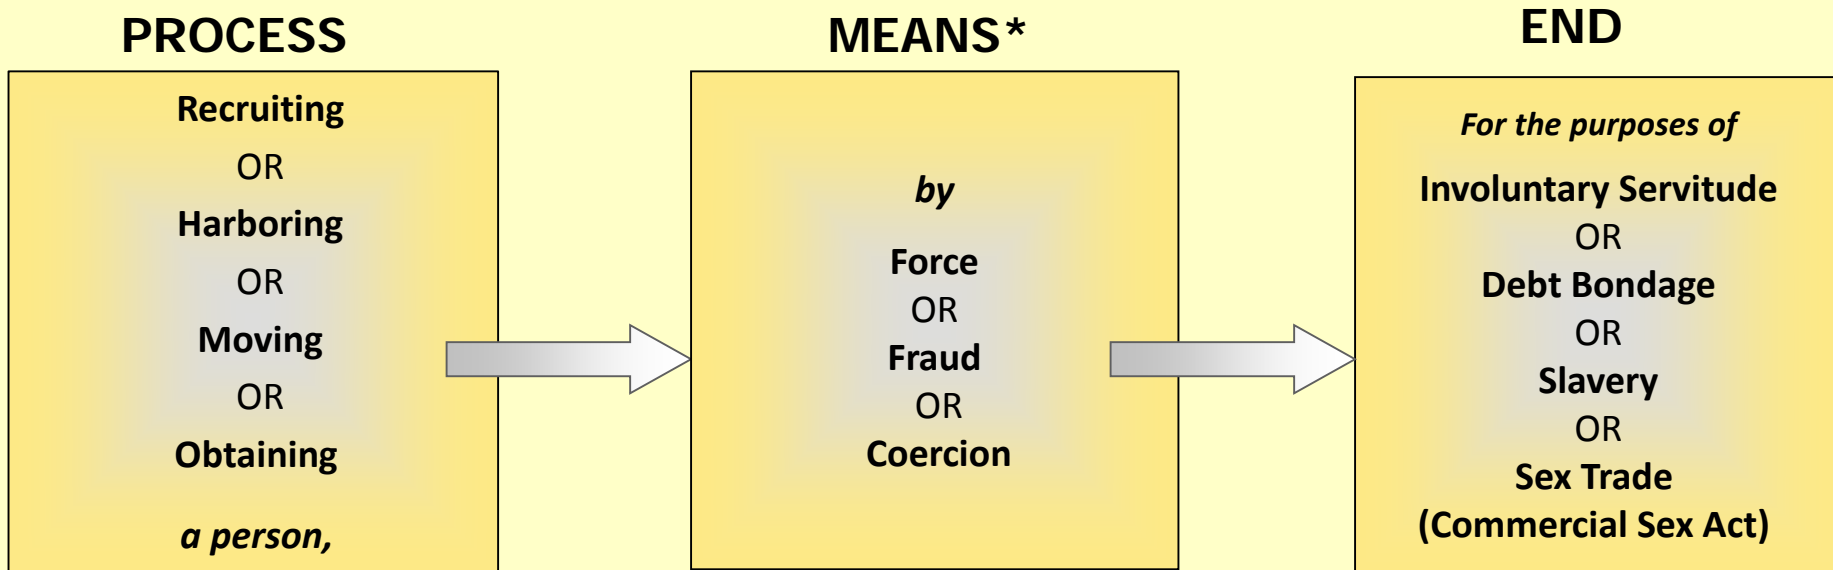 PROCESS
Recruiting
OR
Harboring
OR
Moving
OR
Obtaining
a person,
MEANS*
by
Force
OR
Fraud
OR
Coercion
END
For the purposes of
Involuntary Servitude
OR
Debt Bondage
OR
Slavery
OR
Sex Trade
(Commercial Sex Act)